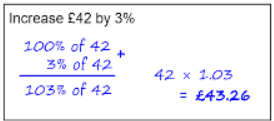 Increase £42 by 3%
100% of 42
+
3% of 42
103% of 42
42 × 1.03
= £43.26